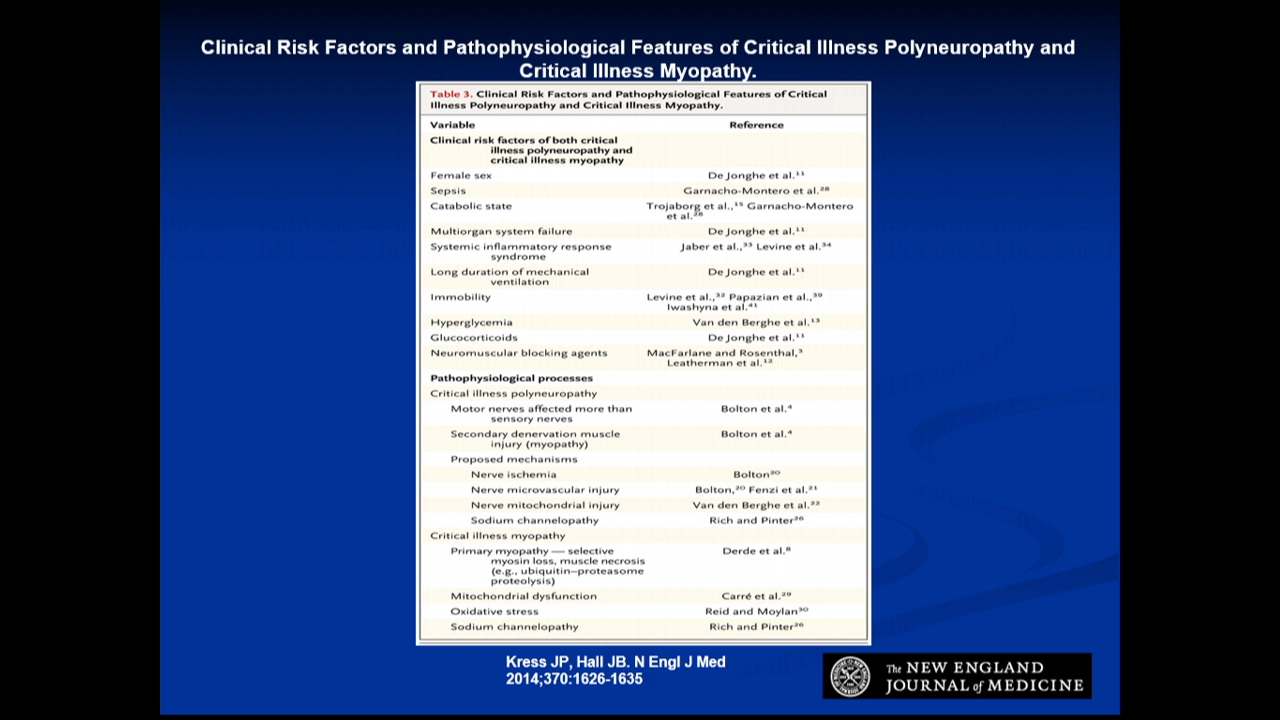 Clinical Risk Factors and Pathophysiological Features of Critical Illness Polyneuropathy and
Critical Illness Myopathy.
Table 3. Clinical Risk Factors and Pathophysiological Features of Critical
Illness Polyneuropathy and Critical Illness Myopathy.
Variable Reference
Clinical risk factors of both critical
illness polyneuropathy and
critical illness myopathy
Female sex De Jonghe et al.¹¹
Sepsis Garnacho-Montero et al.²⁸
Catabolic state Trojaborg et al.,¹⁵ Garnacho-Montero
et al.²⁸
Multiorgan system failure De Jonghe et al.¹¹
Systemic inflammatory response Jaber et al.,³³ Levine et al.³⁴
syndrome
Long duration of mechanical De Jonghe et al.¹¹
ventilation
Immobility Levine et al.,³² Papazian et al.,³⁹
Iwashyna et al.⁴¹
Hyperglycemia Van den Berghe et al.¹³
Glucocorticoids De Jonghe et al.¹¹
Neuromuscular blocking agents MacFarlane and Rosenthal,³
Leatherman et al.¹²
Pathophysiological processes
Critical illness polyneuropathy
Motor nerves affected more than Bolton et al.⁴
sensory nerves
Secondary denervation muscle Bolton et al.⁴
injury (myopathy)
Proposed mechanisms
Nerve ischemia Bolton²⁰
Nerve microvascular injury Bolton,²⁰ Fenzi et al.²¹
Nerve mitochondrial injury Van den Berghe et al.²²
Sodium channelopathy Rich and Pinter²⁶
Critical illness myopathy
Primary myopathy — selective Derde et al.⁸
myosin loss, muscle necrosis
(e.g., ubiquitin–proteasome
proteolysis)
Mitochondrial dysfunction Carré et al.²⁹
Oxidative stress Reid and Moylan³⁰
Sodium channelopathy Rich and Pinter²⁶
Kress JP, Hall JB. N Engl J Med
2014;370:1626-1635
The NEW ENGLAND
JOURNAL of MEDICINE